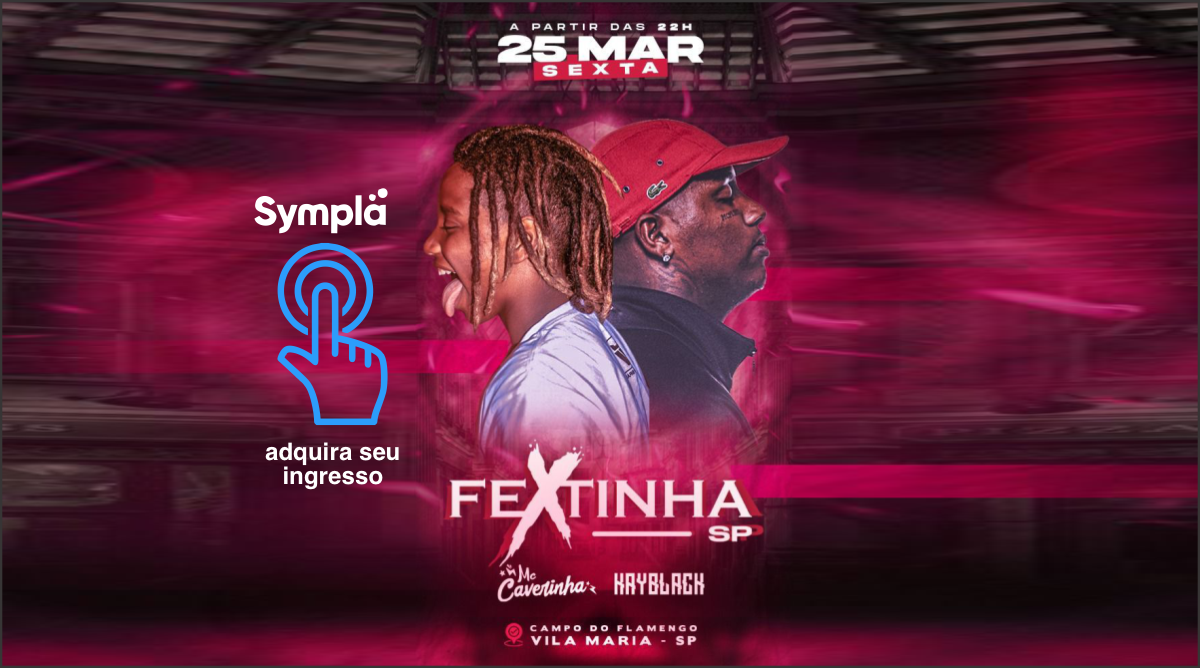 A PARTIR DAS 22H
25 MAR
SEXTA
Sympla
adquira seu
ingresso
FEXTINHA
SP
Mc
Caverinha
KAYBLACK
CAMPO DO FLAMENGO
VILA MARIA - SP